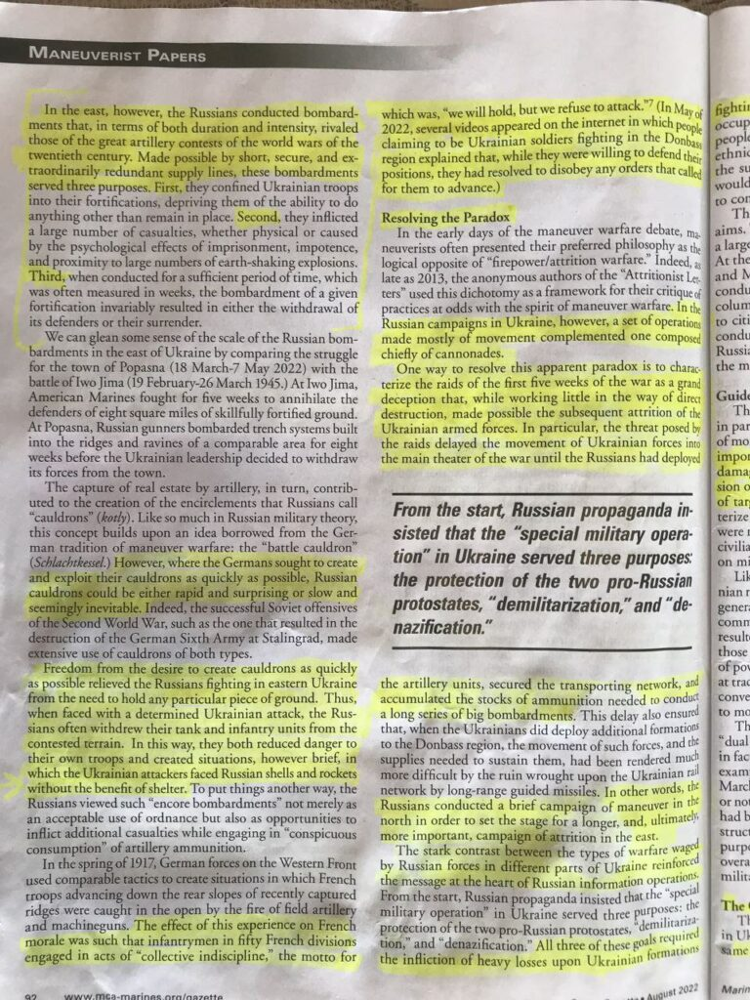 MANEUVERIST PAPERS
In the east, however, the Russians conducted bombard-
ments that, in terms of both duration and intensity, rivaled
those of the great artillery contests of the world wars of the
twentieth century. Made possible by short, secure, and ex-
traordinarily redundant supply lines, these bombardments
served three purposes. First, they confined Ukrainian troops
into their fortifications, depriving them of the ability to do
anything other than remain in place. Second, they inflicted
a large number of casualties, whether physical or caused
by the psychological effects of imprisonment, impotence,
and proximity to large numbers of earth-shaking explosions.
Third, when conducted for a sufficient period of time, which
was often measured in weeks, the bombardment of a given
fortification invariably resulted in either the withdrawal of
its defenders or their surrender.
We can glean some sense of the scale of the Russian bom-
bardments in the east of Ukraine by comparing the struggle
for the town of Popasna (18 March-7 May 2022) with the
battle of Iwo Jima (19 February-26 March 1945.) At Iwo Jima,
American Marines fought for five weeks to annihilate the
defenders of eight square miles of skillfully fortified ground.
At Popasna, Russian gunners bombarded trench systems built
into the ridges and ravines of a comparable area for eight
weeks before the Ukrainian leadership decided to withdraw
its forces from the town.
The capture of real estate by artillery, in turn, contrib-
uted to the creation of the encirclements that Russians call
“cauldrons” (kotly). Like so much in Russian military theory,
this concept builds upon an idea borrowed from the Ger-
man tradition of maneuver warfare: the “battle cauldron”
(Schlachtkessel.) However, where the Germans sought to create
and exploit their cauldrons as quickly as possible, Russian
cauldrons could be either rapid and surprising or slow and
seemingly inevitable. Indeed, the successful Soviet offensives
of the Second World War, such as the one that resulted in the
destruction of the German Sixth Army at Stalingrad, made
extensive use of cauldrons of both types.
Freedom from the desire to create cauldrons as quickly
as possible relieved the Russians fighting in eastern Ukraine
from the need to hold any particular piece of ground. Thus,
when faced with a determined Ukrainian attack, the Rus-
sians often withdrew their tank and infantry units from the
contested terrain. In this way, they both reduced danger to
their own troops and created situations, however brief, in
which the Ukrainian attackers faced Russian shells and rockets
without the benefit of shelter. To put things another way, the
Russians viewed such “encore bombardments” not merely as
an acceptable use of ordnance but also as opportunities to
inflict additional casualties while engaging in “conspicuous
consumption” of artillery ammunition.
In the spring of 1917, German forces on the Western Front
used comparable tactics to create situations in which French
troops advancing down the rear slopes of recently captured
ridges were caught in the open by the fire of field artillery
and machineguns. The effect of this experience on French
morale was such that infantrymen in fifty French divisions
engaged in acts of “collective indiscipline,” the motto for
92 www.mca-marines.org/gazette
which was, “we will hold, but we refuse to attack.”7 (In May of
2022, several videos appeared on the internet in which people
claiming to be Ukrainian soldiers fighting in the Donbass
region explained that, while they were willing to defend their
positions, they had resolved to disobey any orders that called
for them to advance.)
Resolving the Paradox
In the early days of the maneuver warfare debate, ma-
neuverists often presented their preferred philosophy as the
logical opposite of “firepower/attrition warfare.” Indeed, as
late as 2013, the anonymous authors of the “Attritionist Let-
ters” used this dichotomy as a framework for their critique of
practices at odds with the spirit of maneuver warfare. In the
Russian campaigns in Ukraine, however, a set of operations
made mostly of movement complemented one composed
chiefly of cannonades.
One way to resolve this apparent paradox is to charac-
terize the raids of the first five weeks of the war as a grand
deception that, while working little in the way of direct
destruction, made possible the subsequent attrition of the
Ukrainian armed forces. In particular, the threat posed by
the raids delayed the movement of Ukrainian forces into
the main theater of the war until the Russians had deployed
From the start, Russian propaganda in-
sisted that the “special military opera-
tion” in Ukraine served three purposes:
the protection of the two pro-Russian
protostates, “demilitarization,” and “de-
nazification.”
the artillery units, secured the transporting network, and
accumulated the stocks of ammunition needed to conduct
a long series of big bombardments. This delay also ensured
that, when the Ukrainians did deploy additional formations
to the Donbass region, the movement of such forces, and the
supplies needed to sustain them, had been rendered much
more difficult by the ruin wrought upon the Ukrainian rail
network by long-range guided missiles. In other words, the
Russians conducted a brief campaign of maneuver in the
north in order to set the stage for a longer, and, ultimately,
more important, campaign of attrition in the east.
The stark contrast between the types of warfare waged
by Russian forces in different parts of Ukraine reinforced
the message at the heart of Russian information operations.
From the start, Russian propaganda insisted that the “special
military operation” in Ukraine served three purposes: the
protection of the two pro-Russian protostates, “demilitariza-
tion,” and “denazification.” All three of these goals required
the infliction of heavy losses upon Ukrainian formations
• August 2022